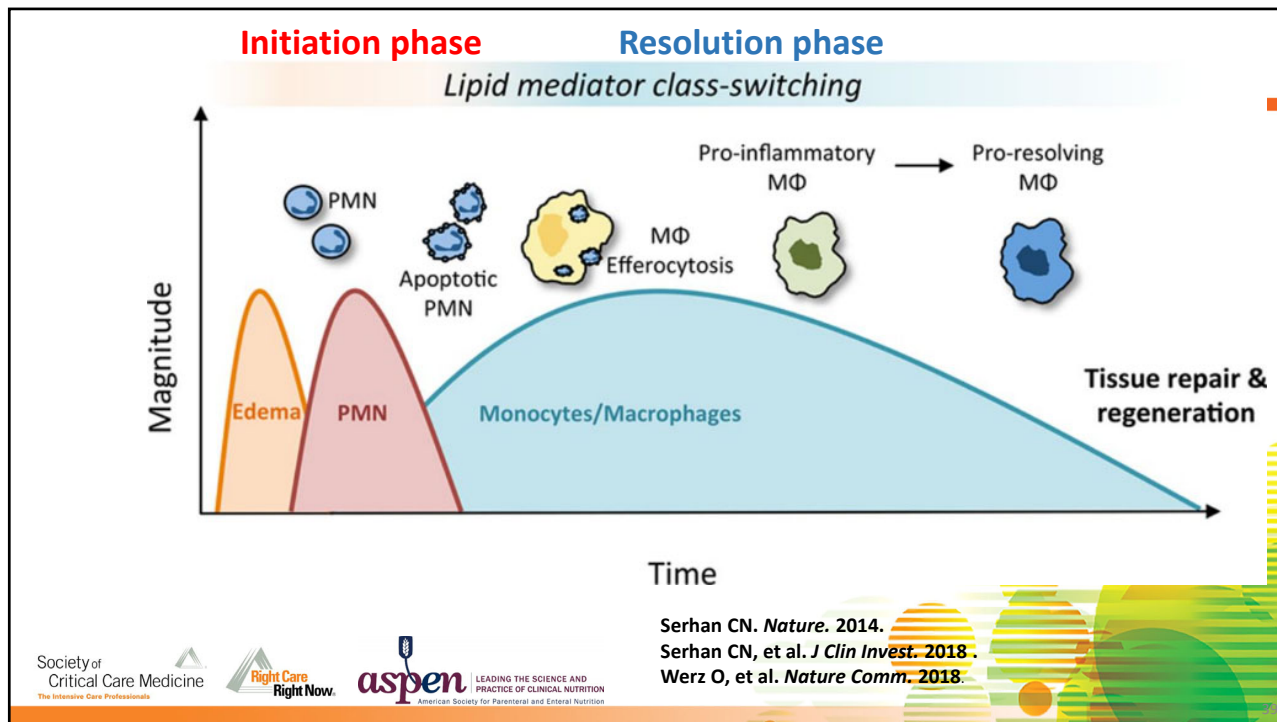 Initiation phase
Resolution phase
Lipid mediator class-switching
Pro-inflammatory
MΦ
Pro-resolving
MΦ
PMN
Apoptotic
PMN
MΦ
Efferocytosis
Magnitude
Edema
PMN
Monocytes/Macrophages
Tissue repair &
regeneration
Time
Serhan CN. Nature. 2014.
Serhan CN, et al. J Clin Invest. 2018 .
Werz O, et al. Nature Comm. 2018.
Society of
Critical Care Medicine
The Intensive Care Professionals
Right Care
Right Now.
aspen
LEADING THE SCIENCE AND
PRACTICE OF CLINICAL NUTRITION
American Society for Parenteral and Enteral Nutrition